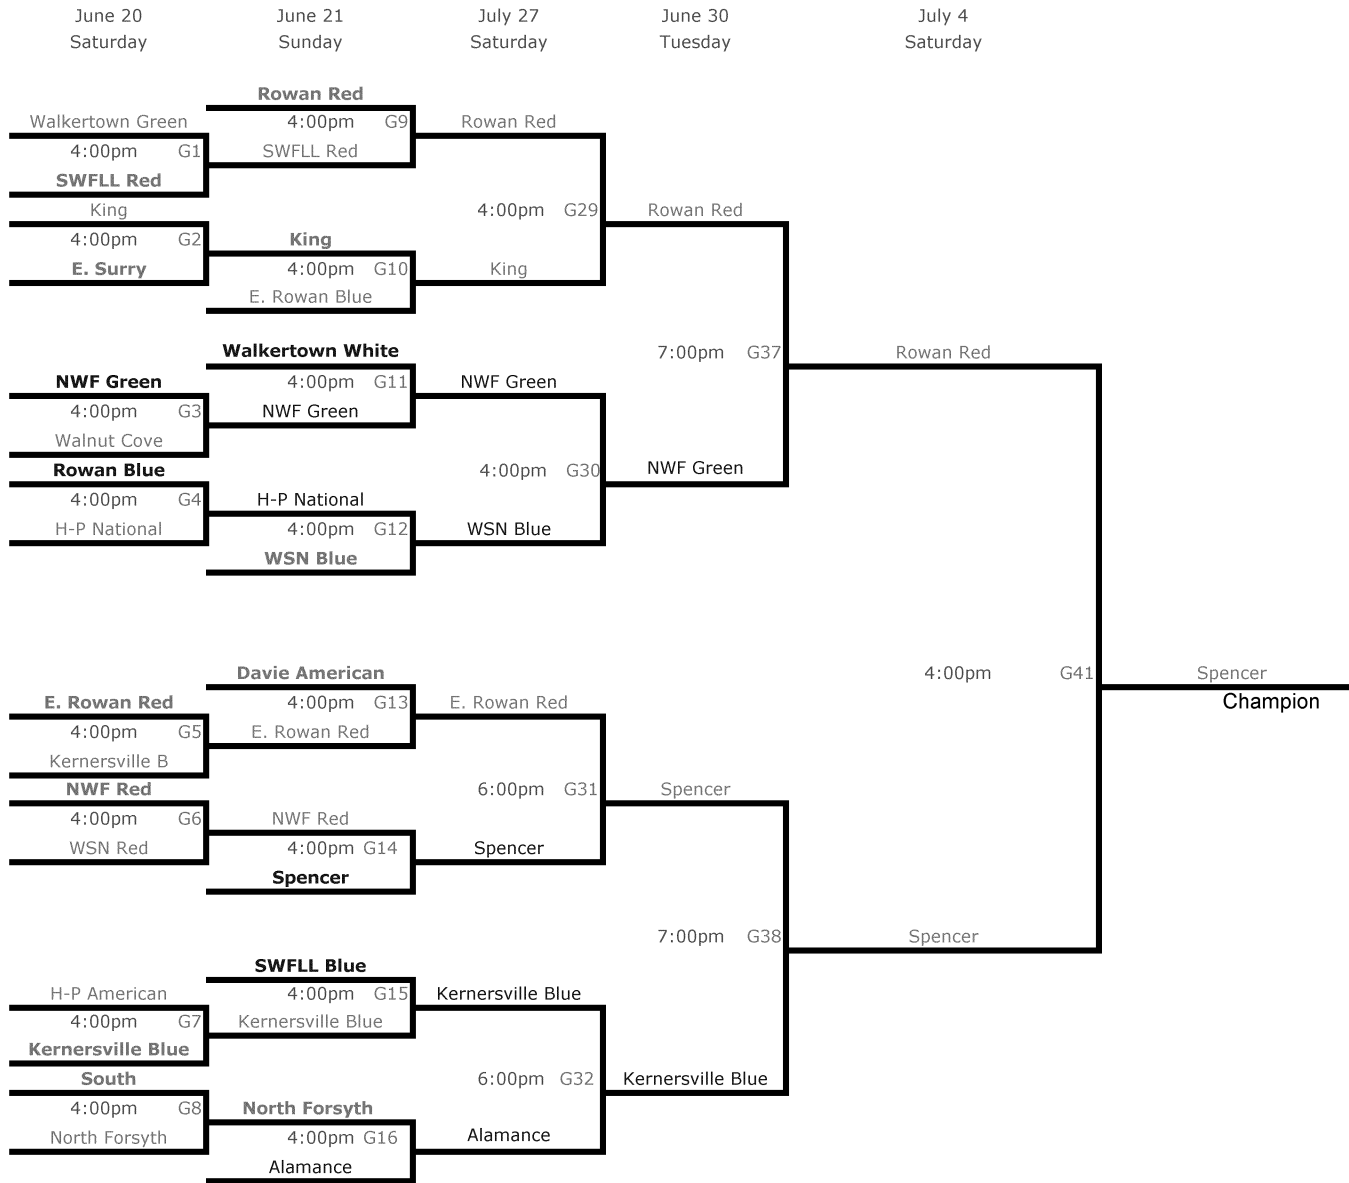 June 20 June 21 July 27 June 30 July 4
Saturday Sunday Saturday Tuesday Saturday
Rowan Red
Walkertown Green 4:00pm G9 Rowan Red
4:00pm G1 SWFLL Red
SWFLL Red
King 4:00pm G29 Rowan Red
4:00pm G2 King
E. Surry 4:00pm G10 King
E. Rowan Blue
Walkertown White 7:00pm G37 Rowan Red
NWF Green 4:00pm G11 NWF Green
4:00pm G3 NWF Green
Walnut Cove
Rowan Blue 4:00pm G30 NWF Green
4:00pm G4 H-P National
H-P National 4:00pm G12 WSN Blue
WSN Blue
Davie American 4:00pm G41 Spencer
E. Rowan Red 4:00pm G13 E. Rowan Red Champion
4:00pm G5 E. Rowan Red
Kernersville B
NWF Red 6:00pm G31 Spencer
4:00pm G6 NWF Red
WSN Red 4:00pm G14 Spencer
Spencer
7:00pm G38 Spencer
SWFLL Blue
H-P American 4:00pm G15 Kernersville Blue
4:00pm G7 Kernersville Blue
Kernersville Blue
South 6:00pm G32 Kernersville Blue
4:00pm G8 North Forsyth
North Forsyth 4:00pm G16 Alamance
Alamance